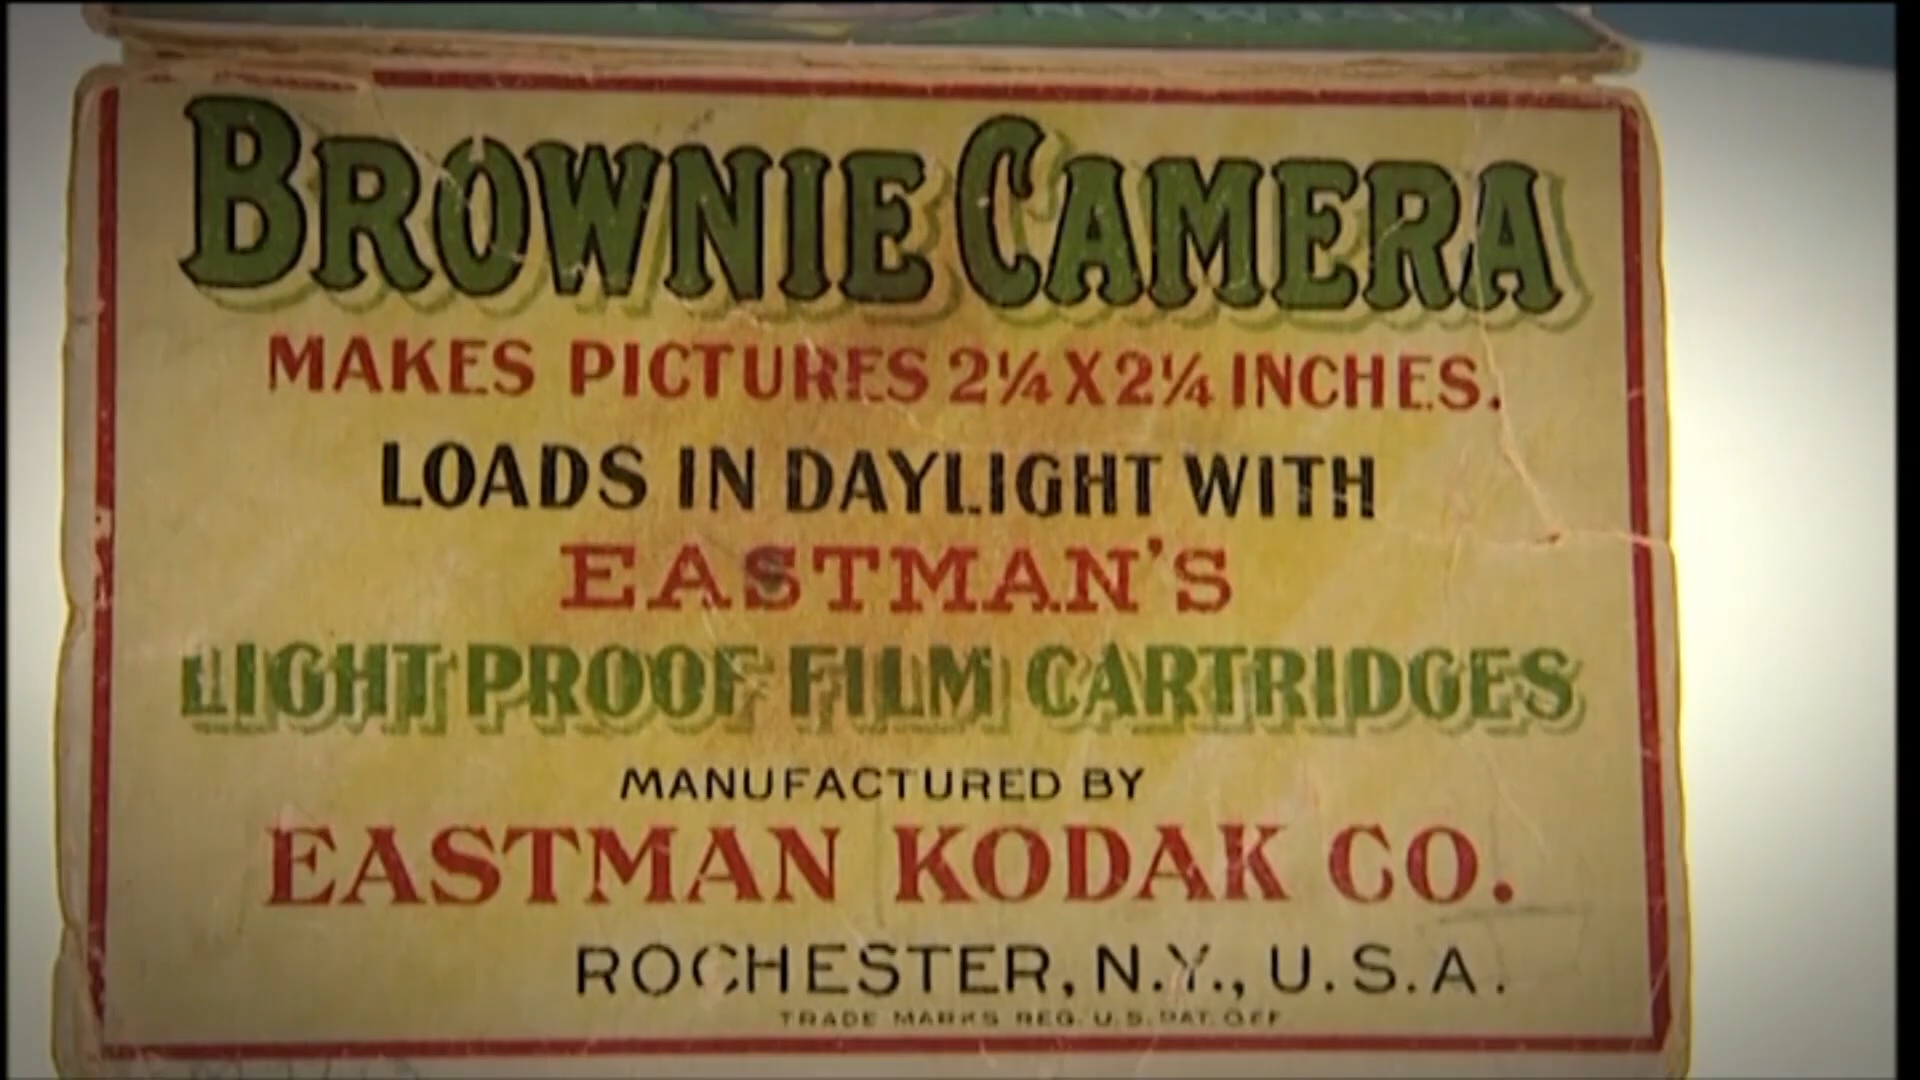 BROWNIE CAMERA
MAKES PICTURES 2¼ X 2¼ INCHES.
LOADS IN DAYLIGHT WITH
EASTMAN'S
LIGHT PROOF FILM CARTRIDGES
MANUFACTURED BY
EASTMAN KODAK CO.
ROCHESTER, N.Y., U.S.A.
TRADE MARKS REG. U.S. PAT. OFF